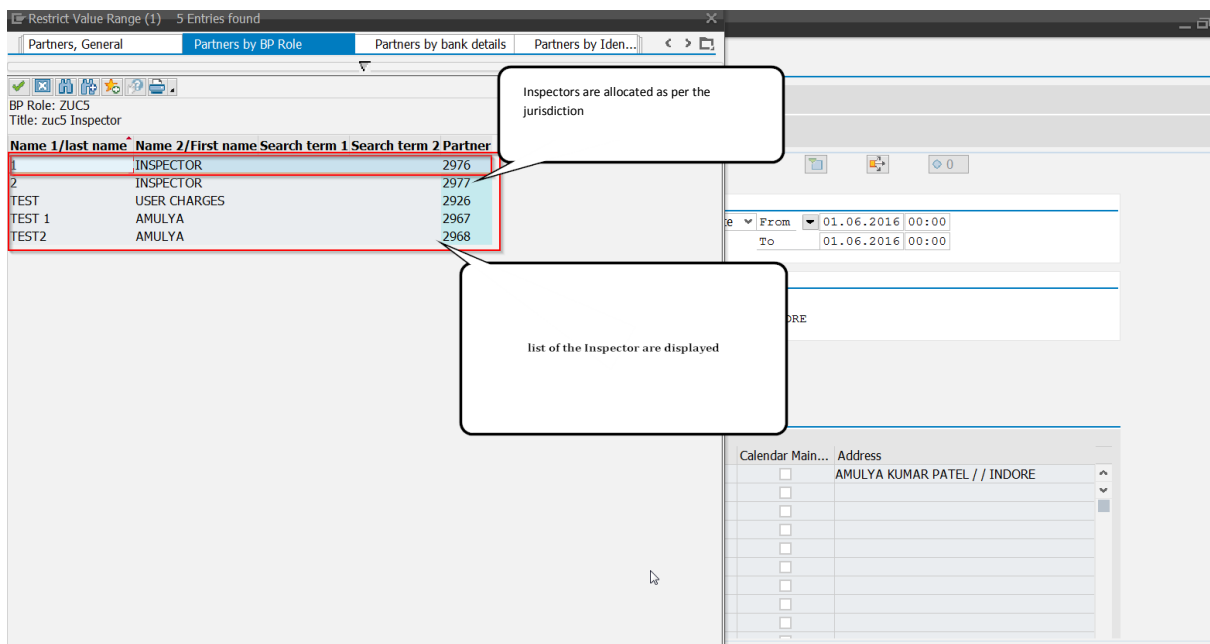 Restrict Value Range (1) 5 Entries found
Partners, General Partners by BP Role Partners by bank details Partners by Iden...
BP Role: ZUC5
Title: zuc5 Inspector
Name 1/last name Name 2/First name Search term 1 Search term 2 Partner
1 INSPECTOR 2976
2 INSPECTOR 2977
TEST USER CHARGES 2926
TEST 1 AMULYA 2967
TEST2 AMULYA 2968
Inspectors are allocated as per the
jurisdiction
list of the Inspector are displayed
0
From 01.06.2016 00:00
To 01.06.2016 00:00
Calendar Main... Address
AMULYA KUMAR PATEL / / INDORE